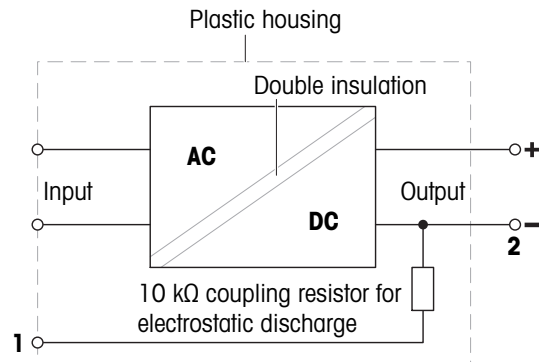 Plastic housing
Double insulation
AC
+
Input
Output
DC
−
2
10 kΩ coupling resistor for
electrostatic discharge
1